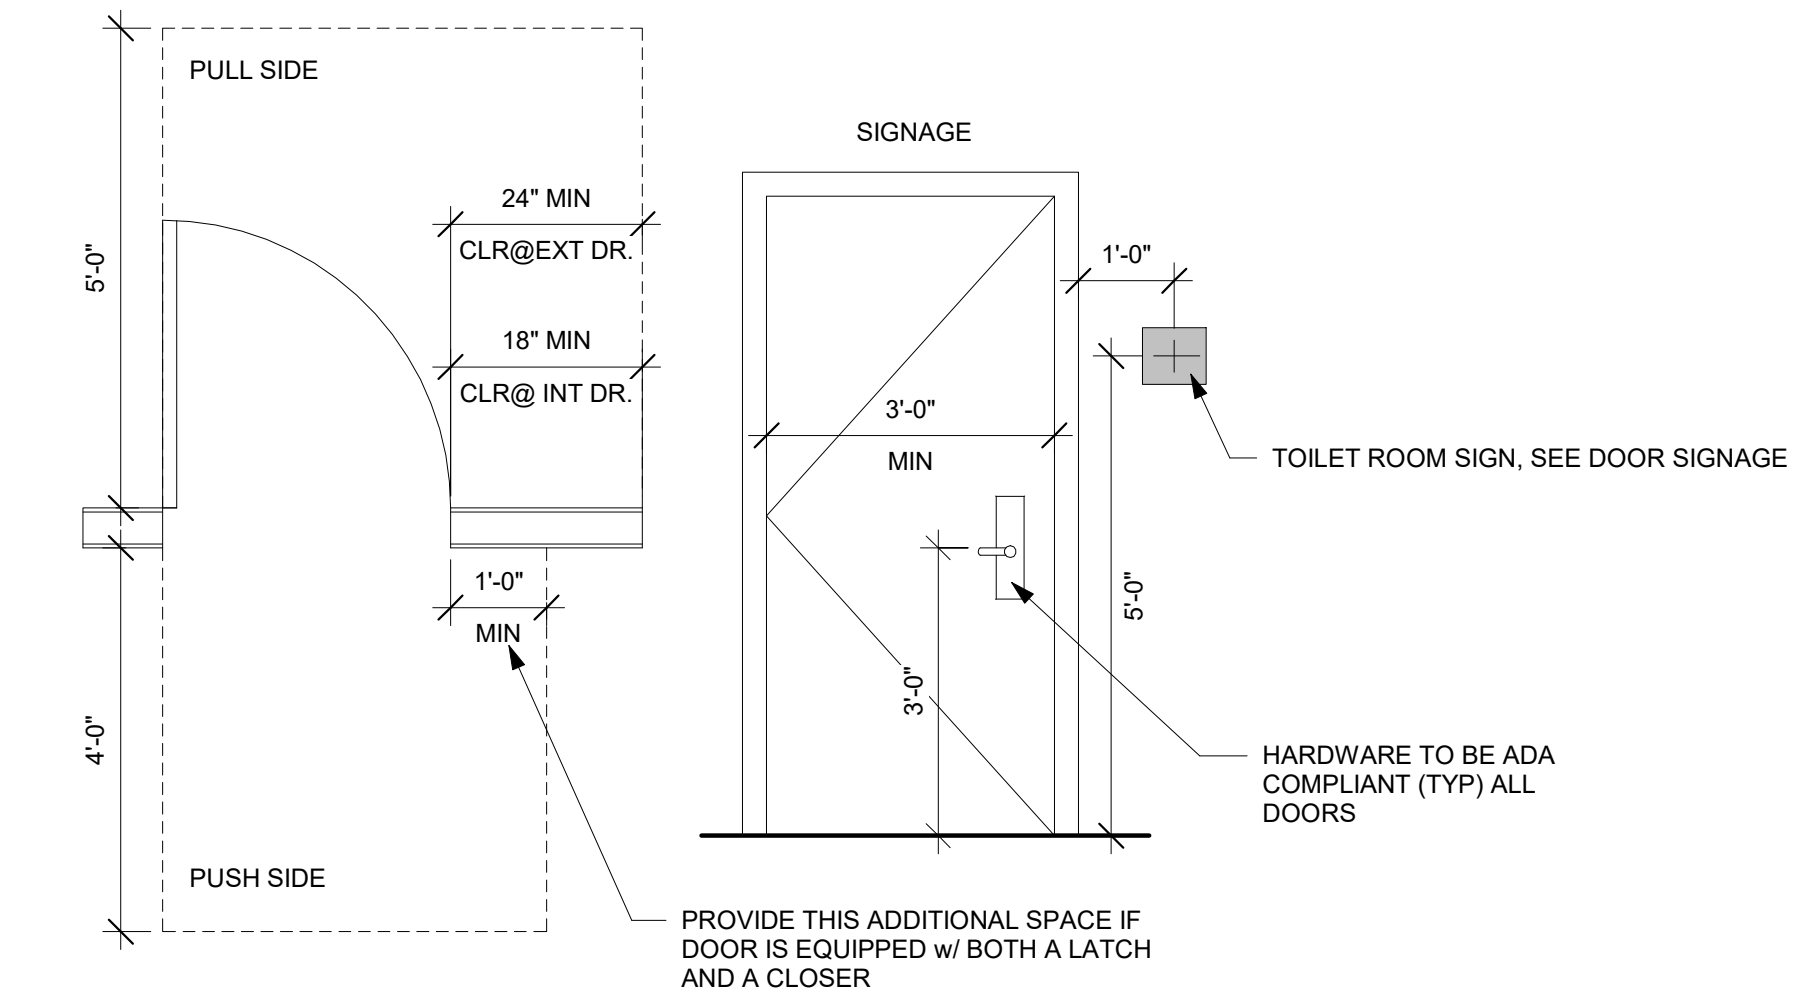 PULL SIDE
5'-0"
24" MIN
CLR@EXT DR.
18" MIN
CLR@ INT DR.
1'-0"
MIN
4'-0"
PUSH SIDE
PROVIDE THIS ADDITIONAL SPACE IF
DOOR IS EQUIPPED w/ BOTH A LATCH
AND A CLOSER
SIGNAGE
1'-0"
3'-0"
MIN
TOILET ROOM SIGN, SEE DOOR SIGNAGE
5'-0"
3'-0"
HARDWARE TO BE ADA
COMPLIANT (TYP) ALL
DOORS